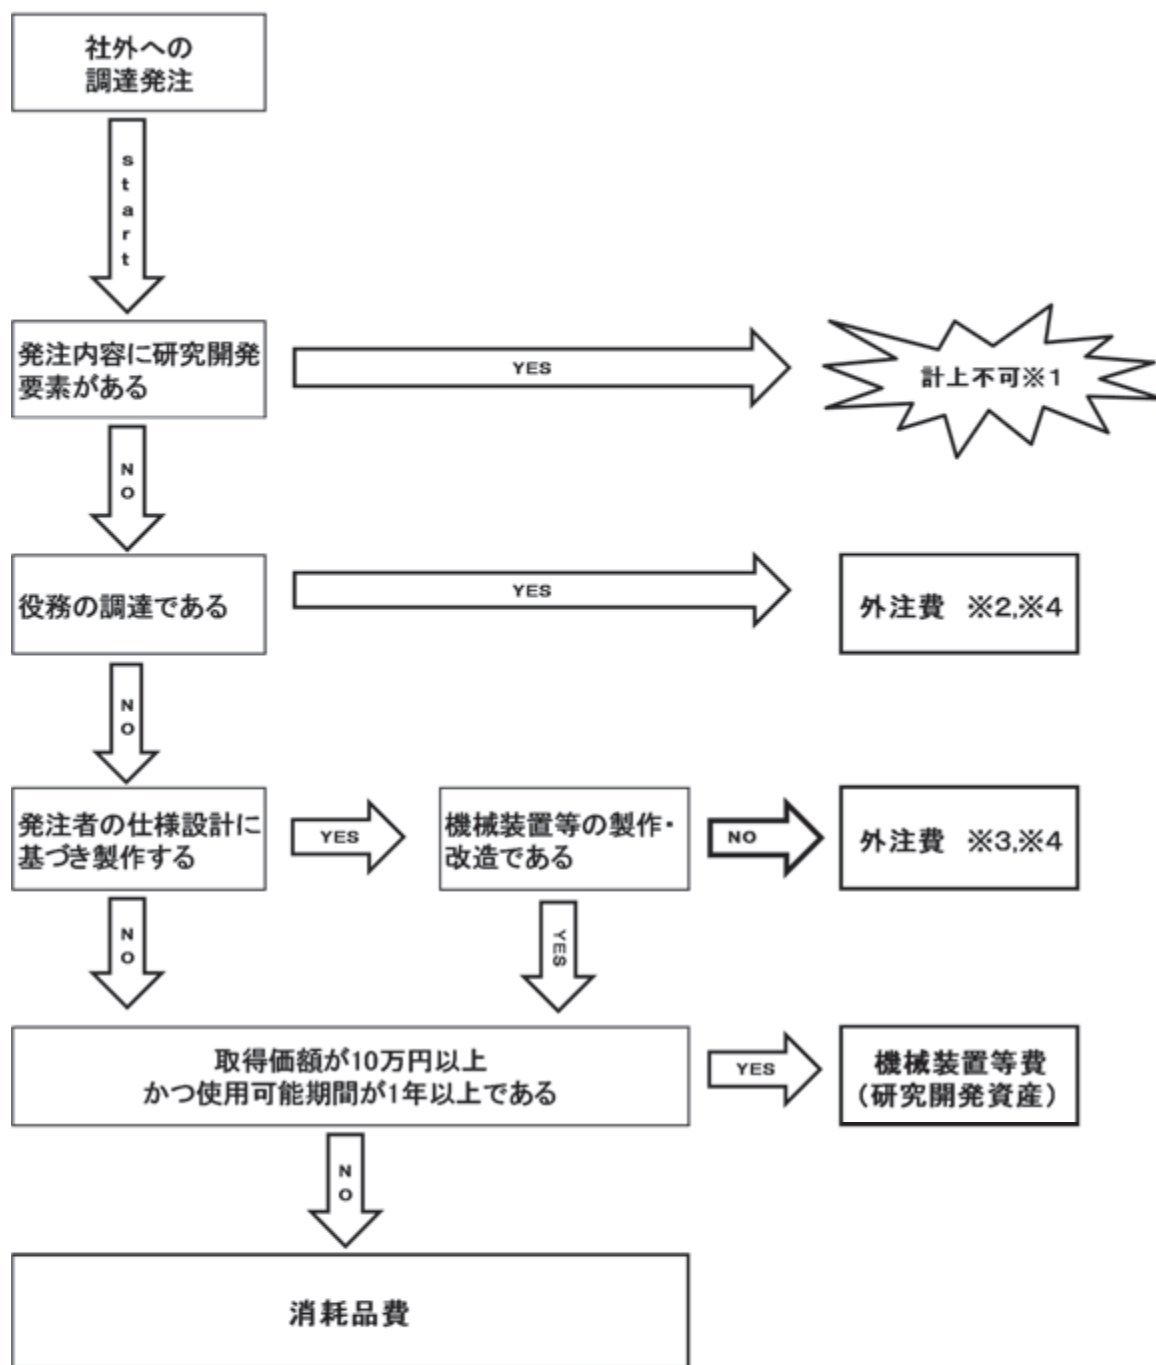 社外への
調達発注
start
発注内容に研究開発
要素がある
YES
計上不可※1
NO
役務の調達である
YES
外注費 ※2,※4
NO
発注者の仕様設計に
基づき製作する
YES
機械装置等の製作・
改造である
NO
外注費 ※3,※4
NO
YES
取得価額が10万円以上
かつ使用可能期間が1年以上である
YES
機械装置等費
（研究開発資産）
NO
消耗品費